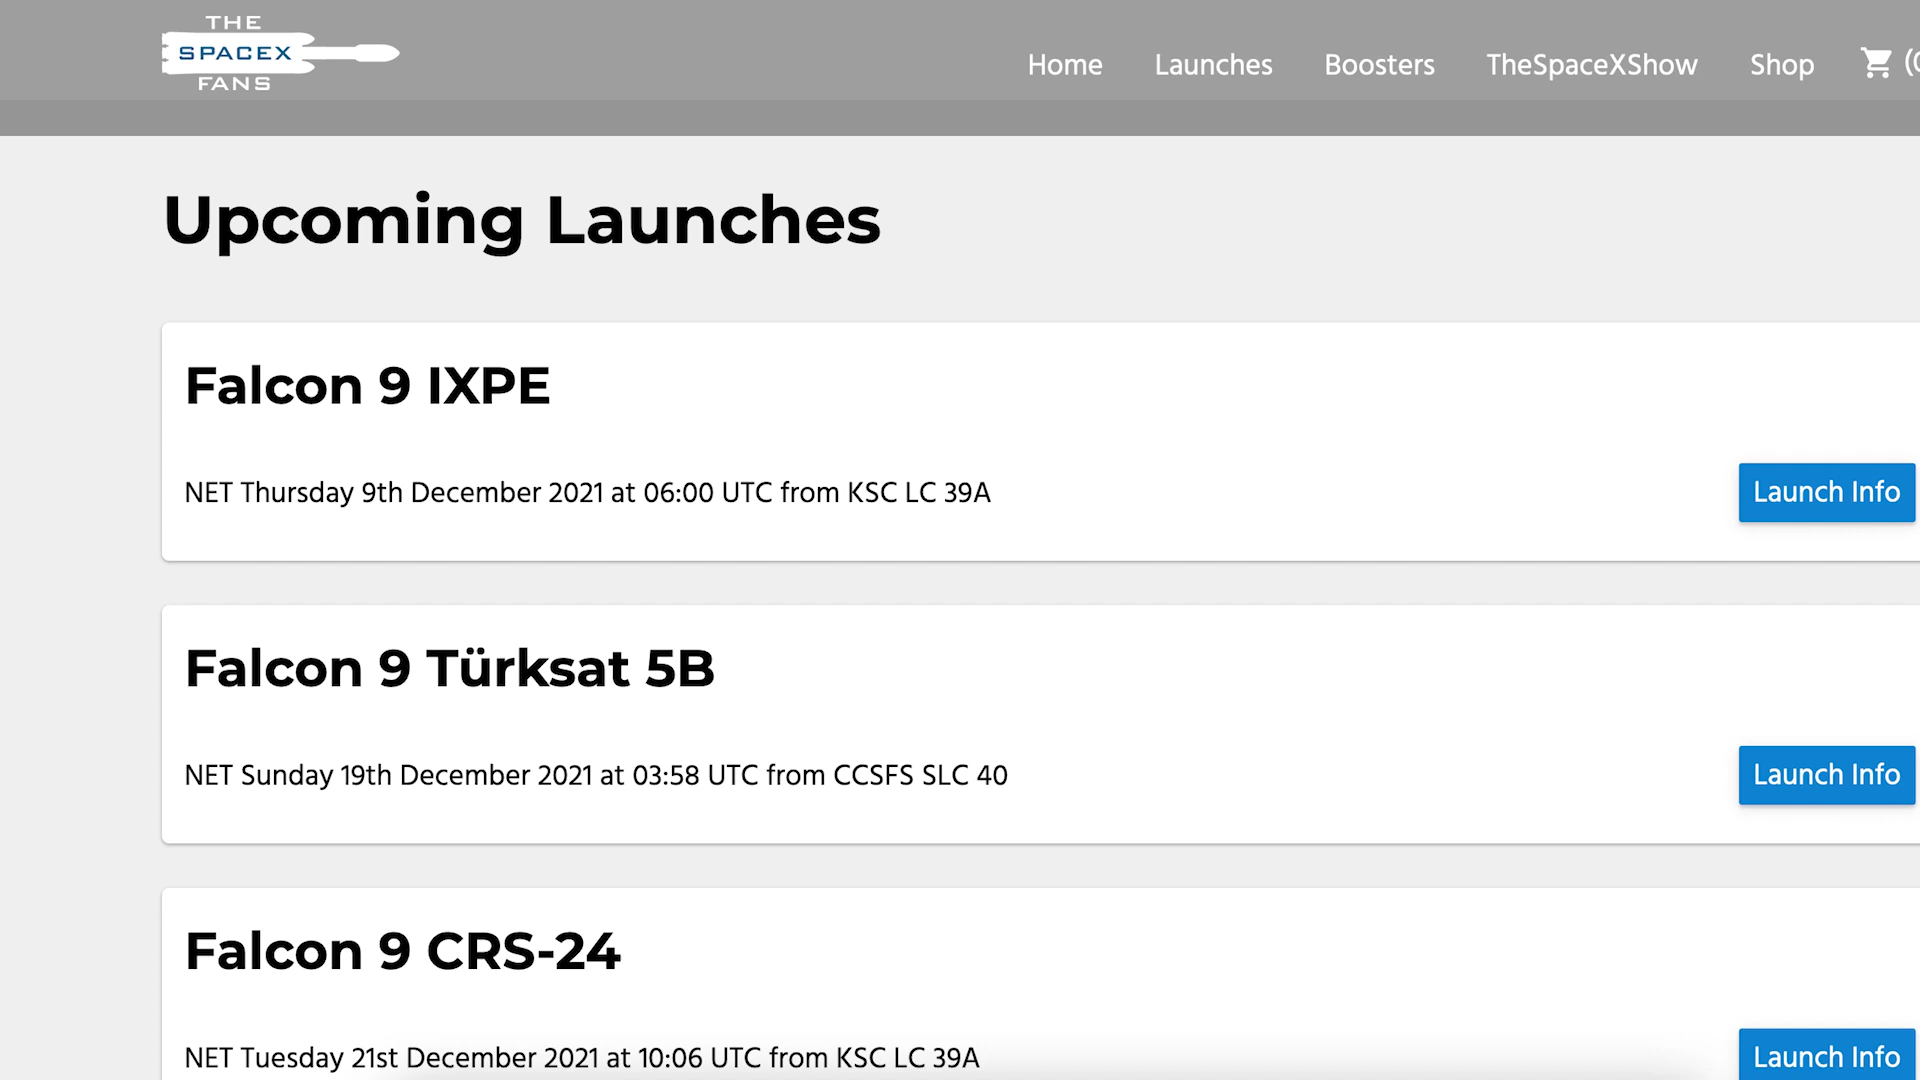 THE
SPACEX
FANS
Home Launches Boosters TheSpaceXShow Shop
Upcoming Launches
Falcon 9 IXPE
NET Thursday 9th December 2021 at 06:00 UTC from KSC LC 39A Launch Info
Falcon 9 Türksat 5B
NET Sunday 19th December 2021 at 03:58 UTC from CCSFS SLC 40 Launch Info
Falcon 9 CRS-24
NET Tuesday 21st December 2021 at 10:06 UTC from KSC LC 39A Launch Info